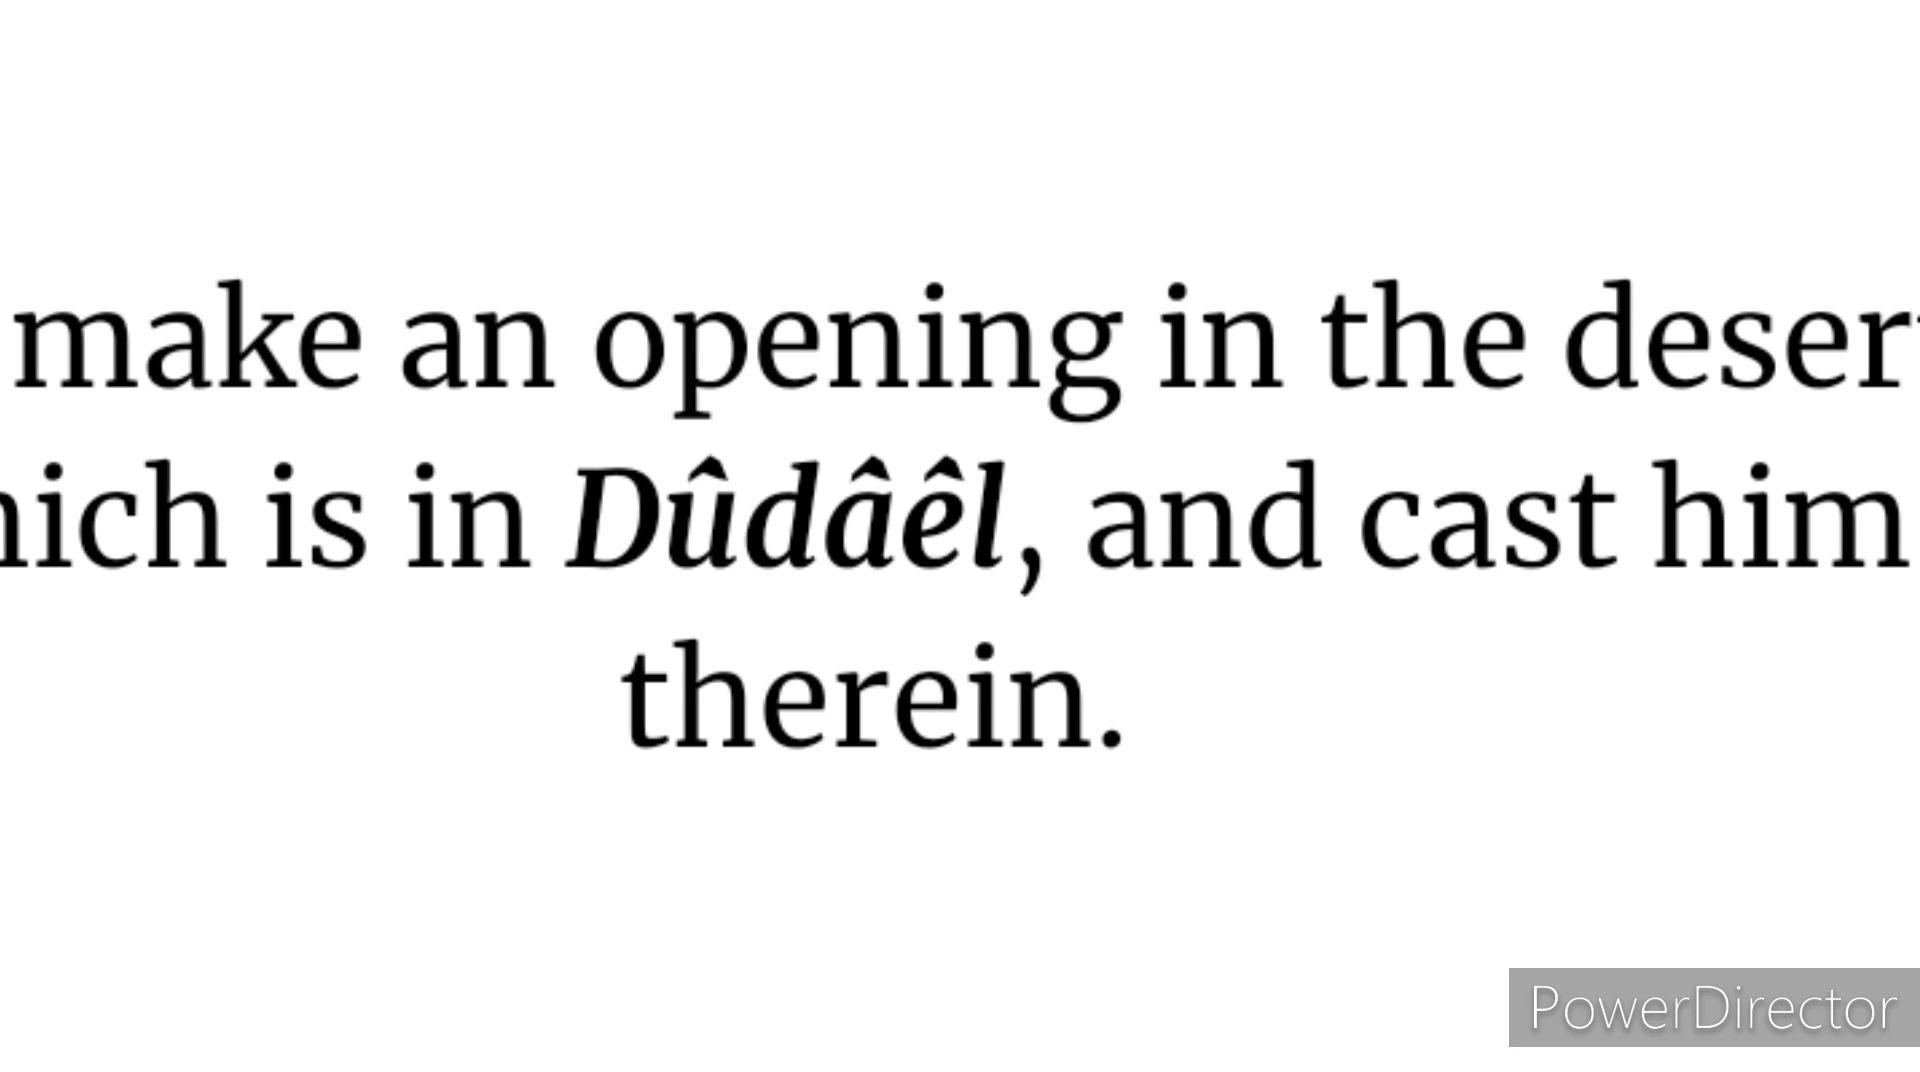 make an opening in the desert
hich is in Dûdâêl, and cast him
therein.
PowerDirector